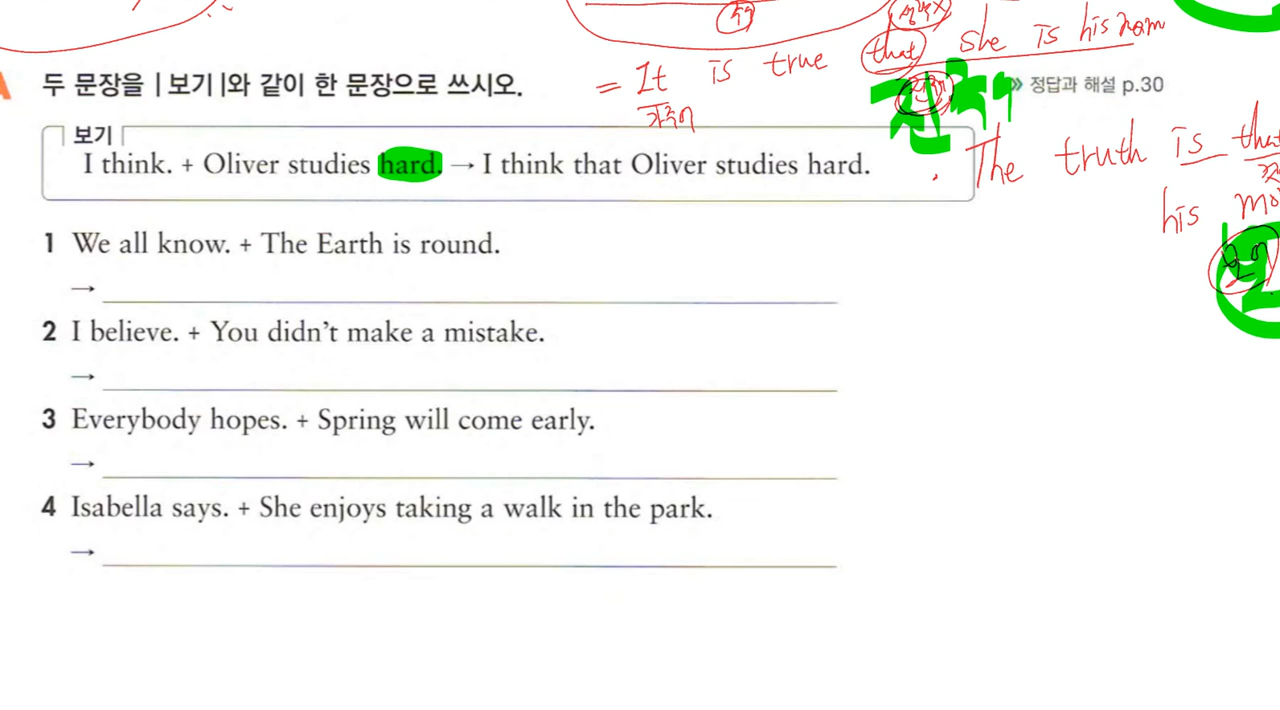 = It is true that she is his mom
가주어
A 두 문장을 |보기|와 같이 한 문장으로 쓰시오.
» 정답과 해설 p.30
보기
I think. + Oliver studies hard. → I think that Oliver studies hard.
The truth is that
his mo
1 We all know. + The Earth is round.
→
2 I believe. + You didn't make a mistake.
→
3 Everybody hopes. + Spring will come early.
→
4 Isabella says. + She enjoys taking a walk in the park.
→